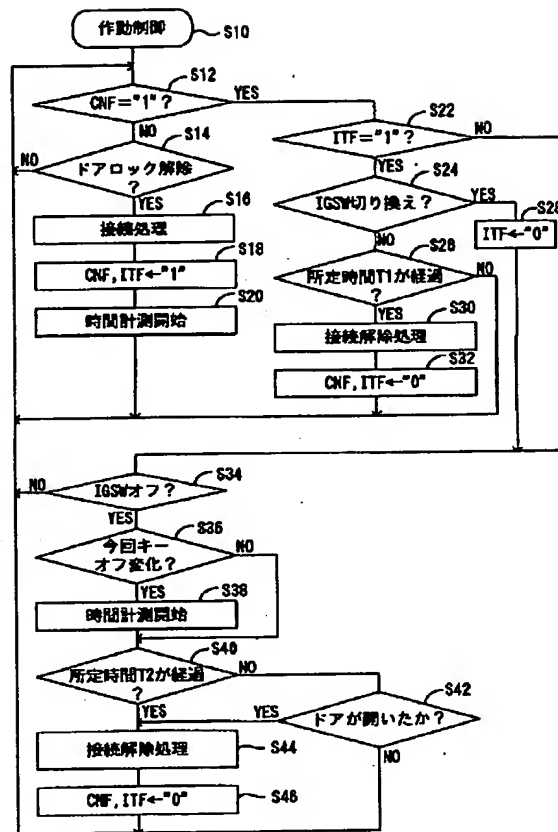 作動制御
S10
S12
CNF="1"？
YES
NO
S14
NO
ドアロック解除
？
YES
S16
接続処理
S18
CNF,ITF←"1"
S20
時間計測開始
S22
ITF="1"？
NO
YES
S24
IGSW切り換え？
YES
S28
ITF←"0"
NO
S26
所定時間T1が経過
？
NO
YES
S30
接続解除処理
S32
CNF,ITF←"0"
S34
NO
IGSWオフ？
YES
S36
今回キー
オフ変化？
NO
YES
S38
時間計測開始
S40
所定時間T2が経過
？
NO
YES
S42
ドアが開いたか？
YES
NO
接続解除処理
S44
CNF,ITF←"0"
S46